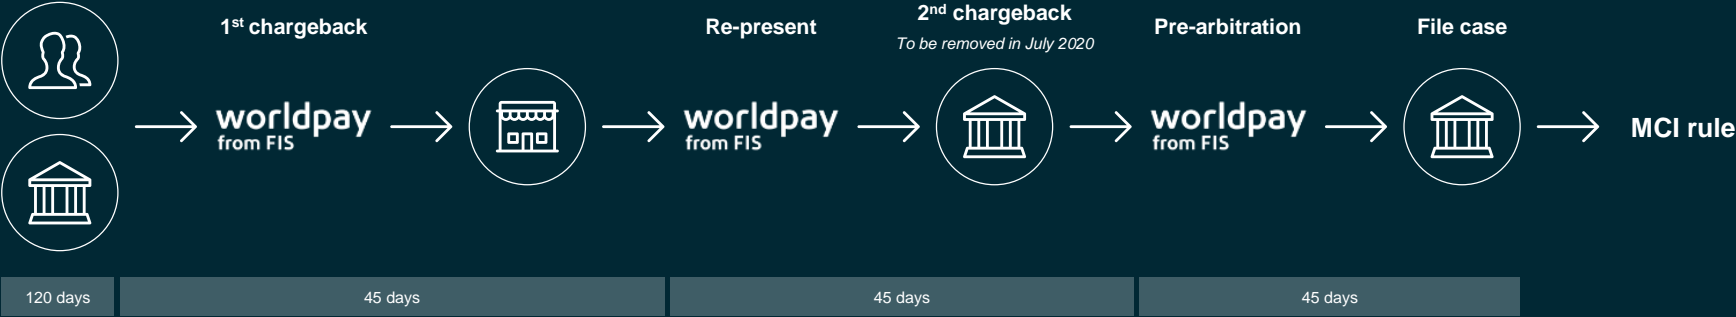 1st chargeback
Re-present
2nd chargeback
To be removed in July 2020
Pre-arbitration
File case
worldpay
from FIS
worldpay
from FIS
worldpay
from FIS
MCI rule
120 days
45 days
45 days
45 days